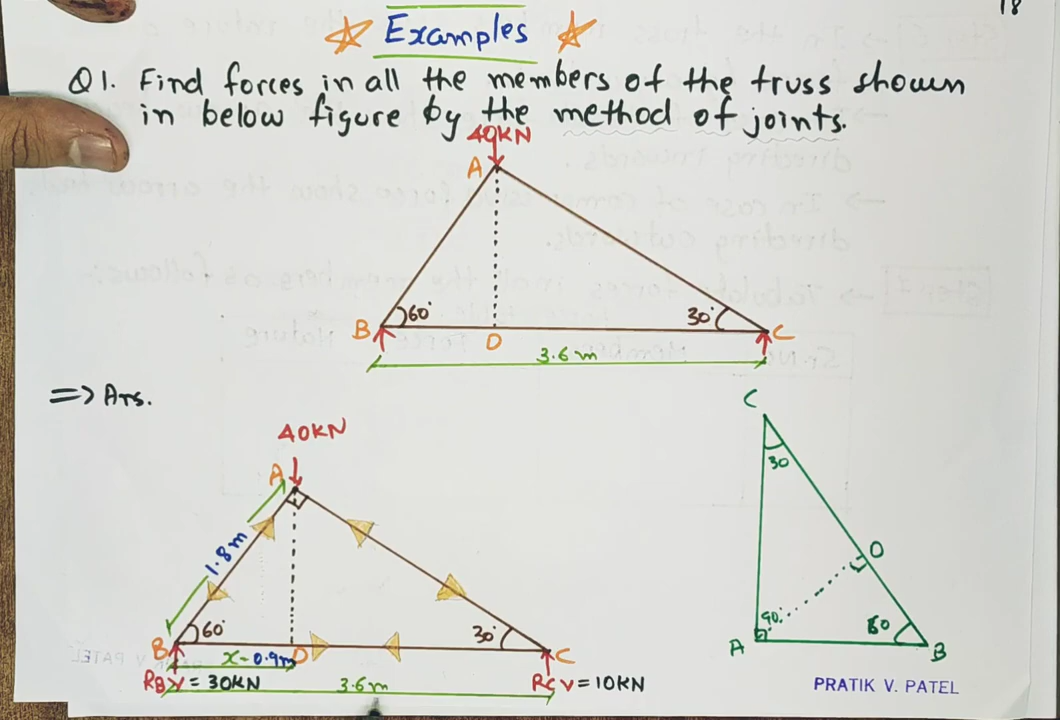 18
Examples
Q1. Find forces in all the members of the truss shown
in below figure by the method of joints.
40KN
A
B
60°
30°
C
D
3.6 m
=> Ans.
40KN
A
1.8 m
B
60°
30°
C
x = 0.9m
D
RBV = 30KN
3.6 m
RCV = 10KN
C
30
D
90°
60
A
B
PRATIK V. PATEL